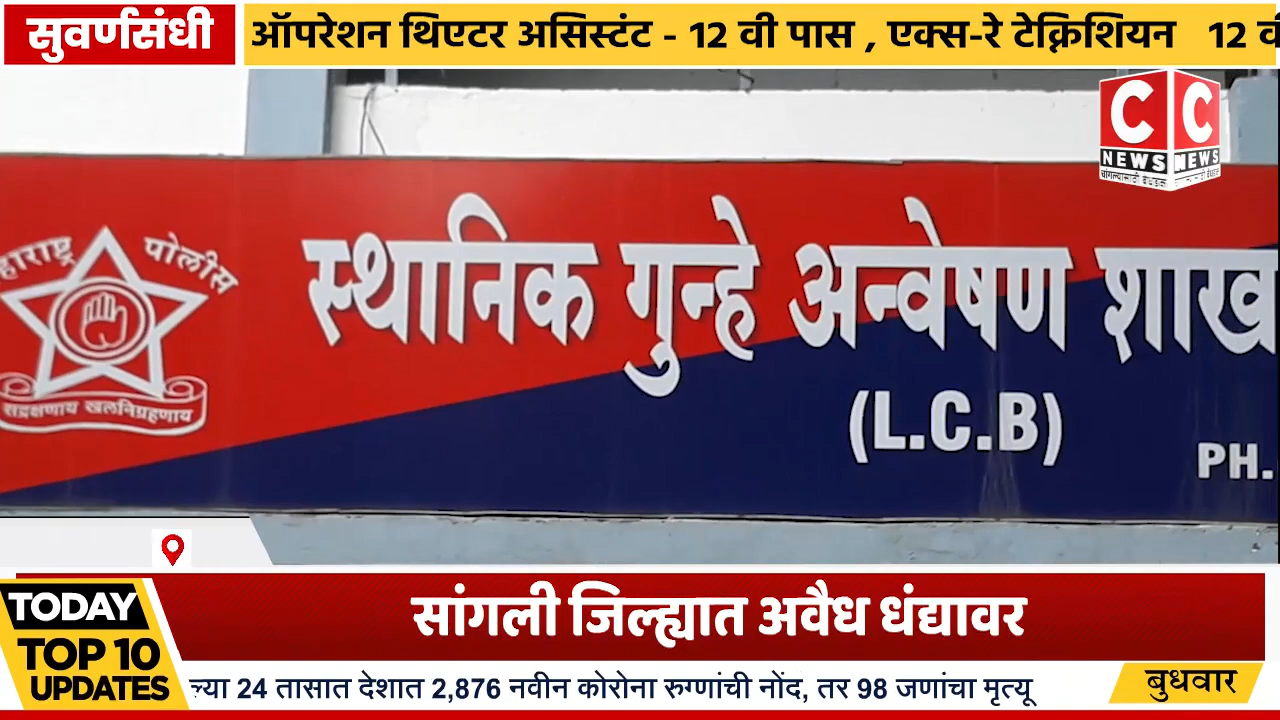 सुवर्णसंधी
ऑपरेशन थिएटर असिस्टंट - 12 वी पास , एक्स-रे टेक्निशियन 12 वी
CC
NEWS NEWS
पोलीस
स्थानिक गुन्हे अन्वेषण शाख
(L.C.B)
PH.
सद्रक्षणाय खलनिग्रहणाय
सांगली जिल्ह्यात अवैध धंद्यावर
TODAY
TOP 10
UPDATES
ल्या 24 तासात देशात 2,876 नवीन कोरोना रुग्णांची नोंद, तर 98 जणांचा मृत्यू
बुधवार